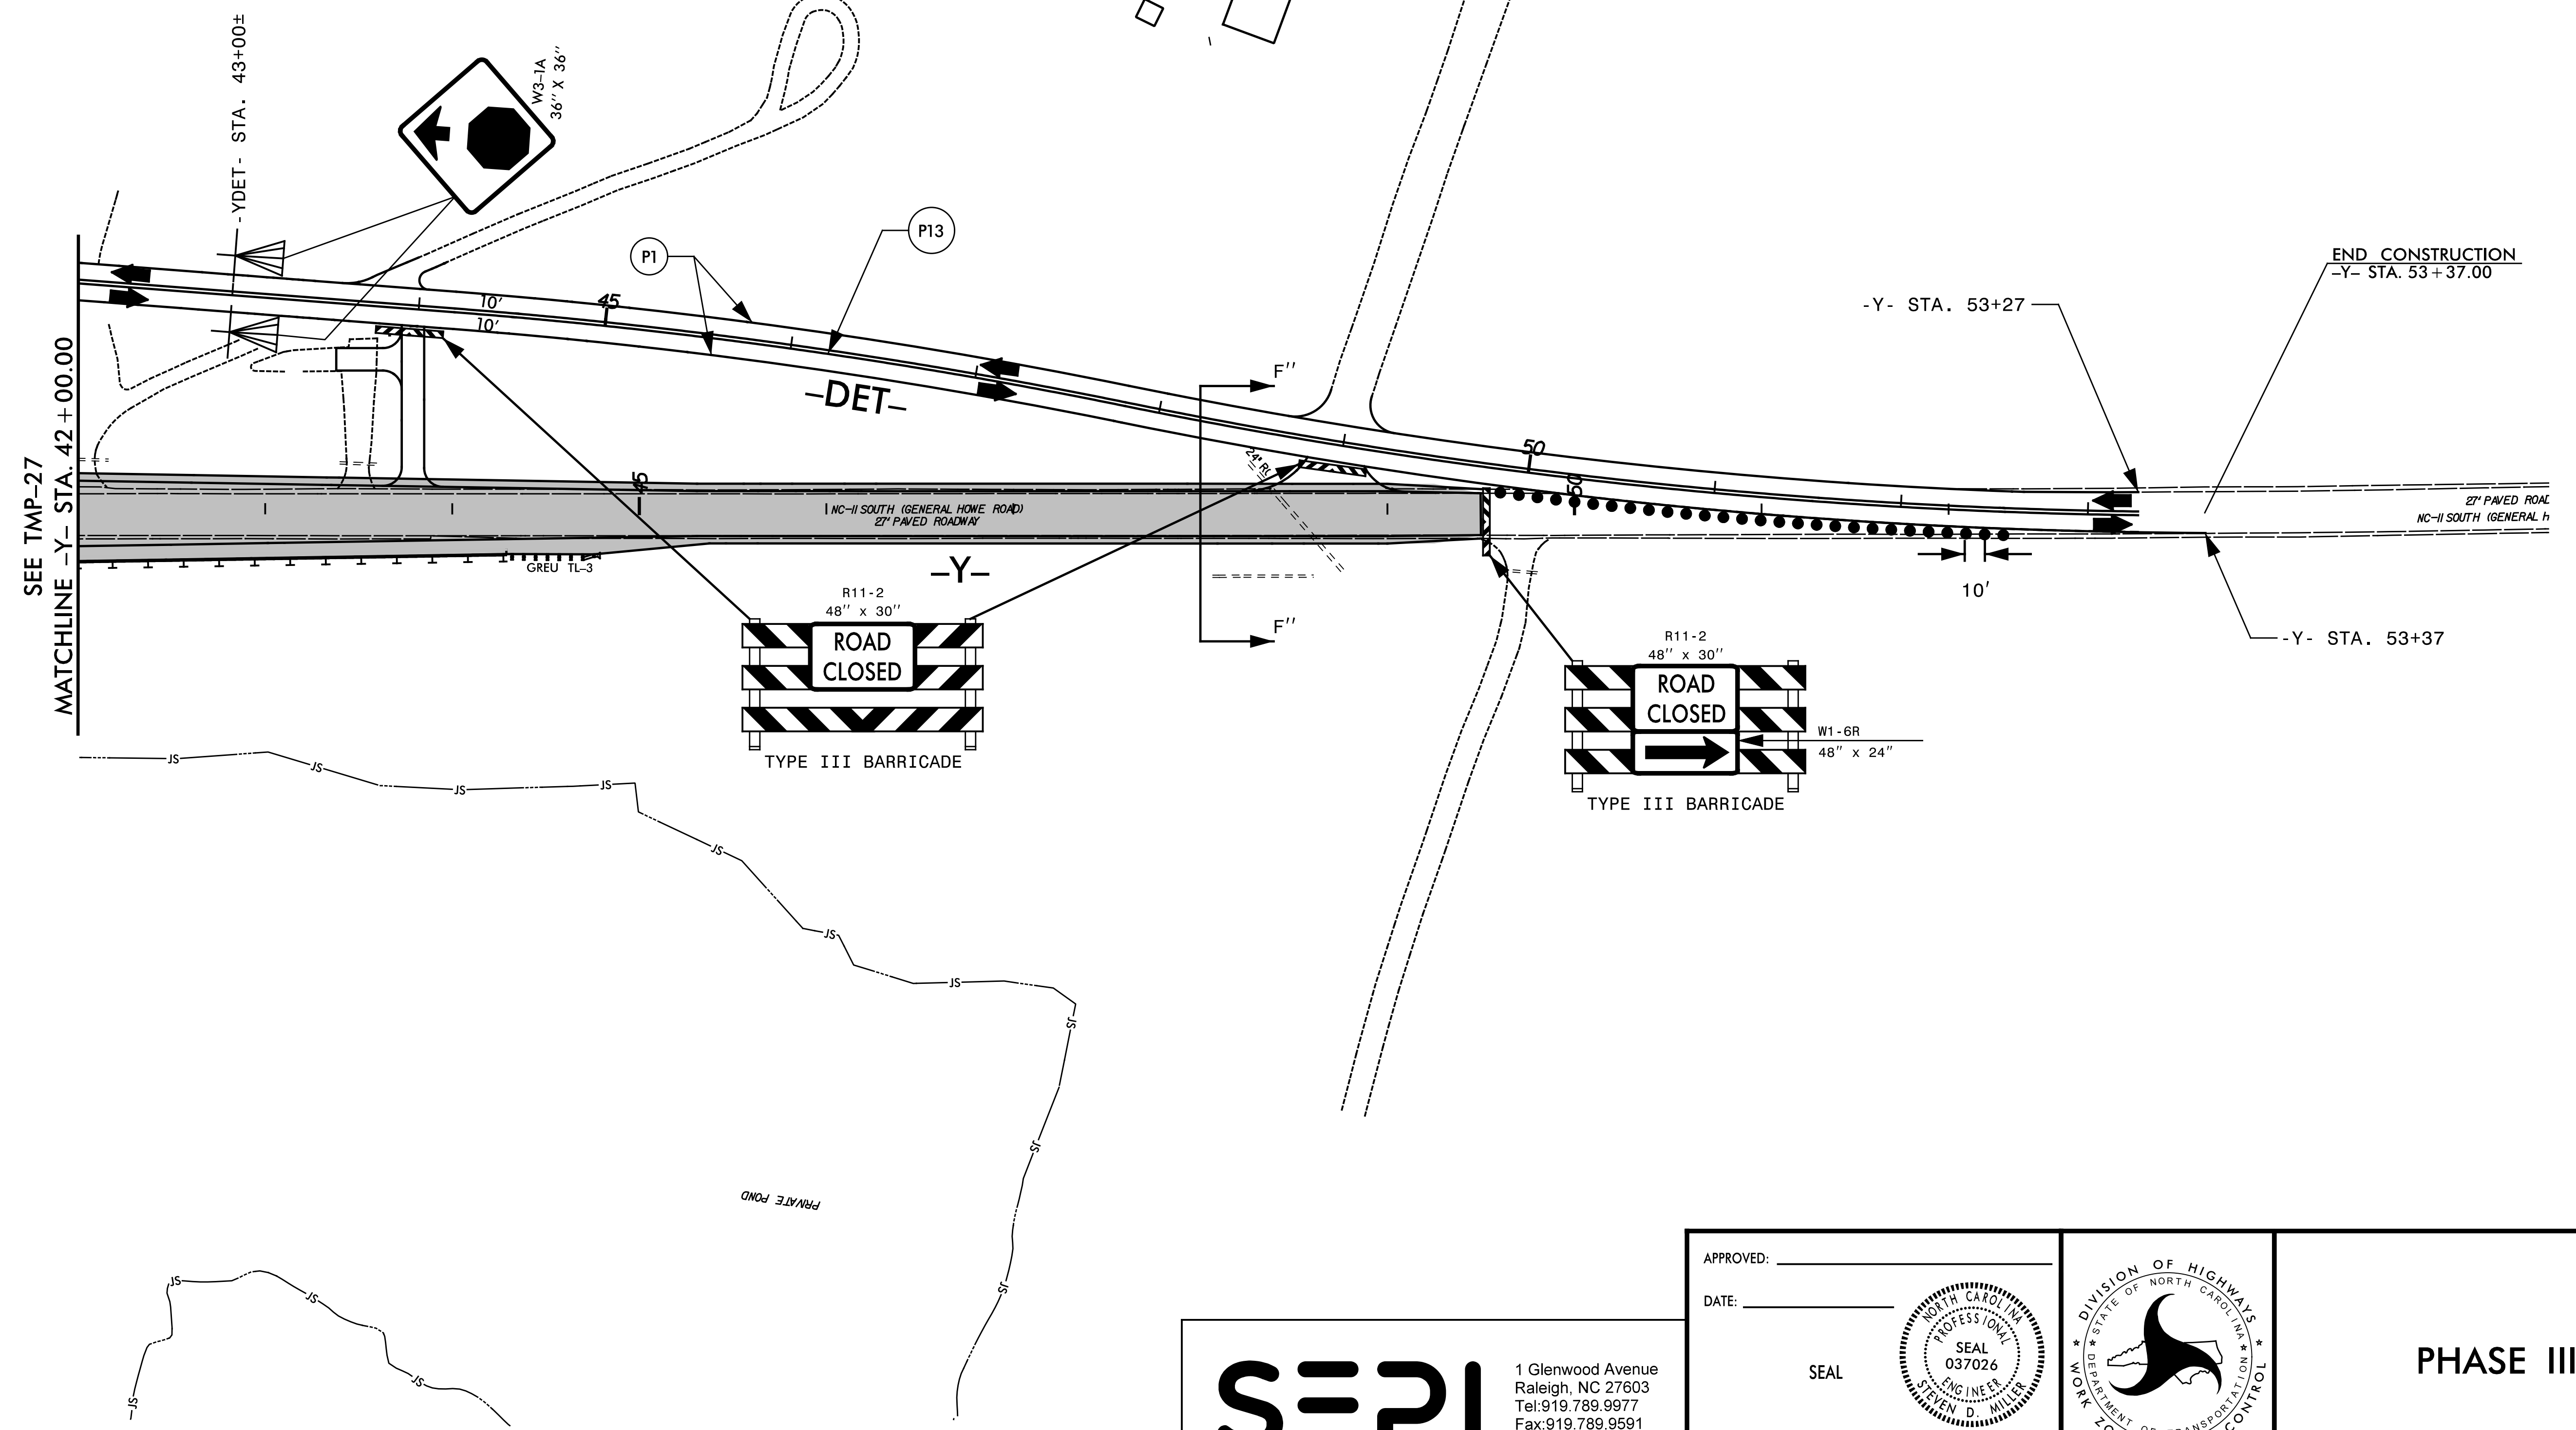 -YDET- STA. 43+00±
W3-1A
36" X 36"
P1
P13
END CONSTRUCTION
-Y- STA. 53+37.00
-Y- STA. 53+27
10'
10'
45
-DET-
F"
50
SEE TMP-27
MATCHLINE -Y- STA. 42+00.00
45
NC-11 SOUTH (GENERAL HOWE ROAD)
27' PAVED ROADWAY
24"
50
27' PAVED ROAD
NC-11 SOUTH (GENERAL
GREU TL-3
-Y-
10'
F"
-Y- STA. 53+37
R11-2
48" x 30"
ROAD
CLOSED
TYPE III BARRICADE
R11-2
48" x 30"
ROAD
CLOSED
W1-6R
48" x 24"
TYPE III BARRICADE
JS
JS
JS
JS
JS
JS
JS
JS
JS
JS
JS
JS
JS
JS
PRIVATE POND
APPROVED:
DATE:
SEAL
NORTH CAROLINA
PROFESSIONAL
SEAL
037026
ENGINEER
STEVEN D. MILLER
DIVISION OF HIGHWAYS
STATE OF NORTH CAROLINA
DEPARTMENT OF TRANSPORTATION
WORK
CONTROL
PHASE III
SEPI
1 Glenwood Avenue
Raleigh, NC 27603
Tel:919.789.9977
Fax:919.789.9591